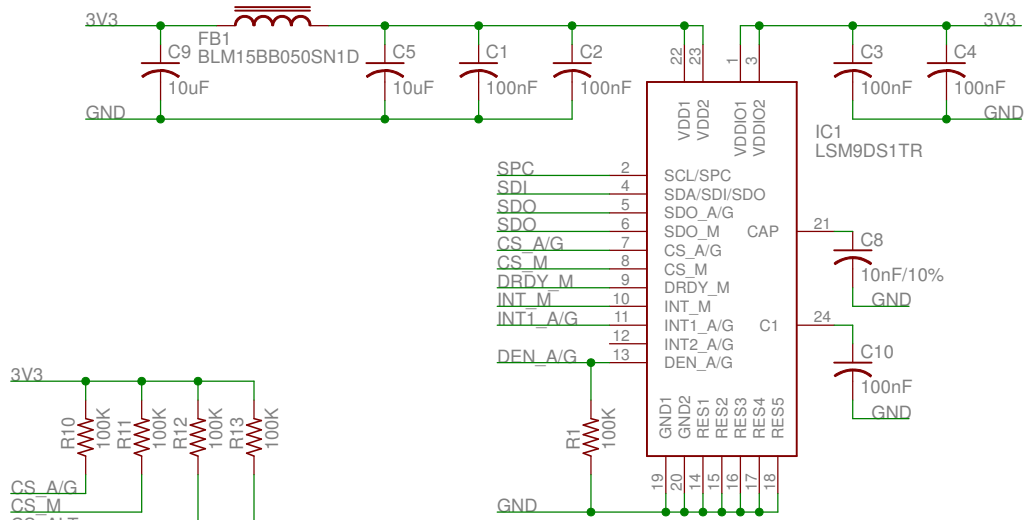 3V3
FB1
BLM15BB050SN1D
C9
10uF
C5
10uF
C1
100nF
C2
100nF
GND
22
23
1
3
3V3
C3
100nF
C4
100nF
GND
VDD1
VDD2
VDDIO1
VDDIO2
IC1
LSM9DS1TR
SPC
2
SCL/SPC
SDI
4
SDA/SDI/SDO
SDO
5
SDO_A/G
SDO
6
SDO_M
CAP
21
CS_A/G
7
CS_A/G
C8
CS_M
8
CS_M
10nF/10%
DRDY_M
9
DRDY_M
GND
INT_M
10
INT_M
INT1_A/G
11
INT1_A/G
C1
24
12
INT2_A/G
DEN_A/G
13
DEN_A/G
C10
100nF
GND
3V3
R10
100K
R11
100K
R12
100K
R13
100K
R1
100K
GND1
GND2
RES1
RES2
RES3
RES4
RES5
19
20
14
15
16
17
18
CS_A/G
CS_M
GND